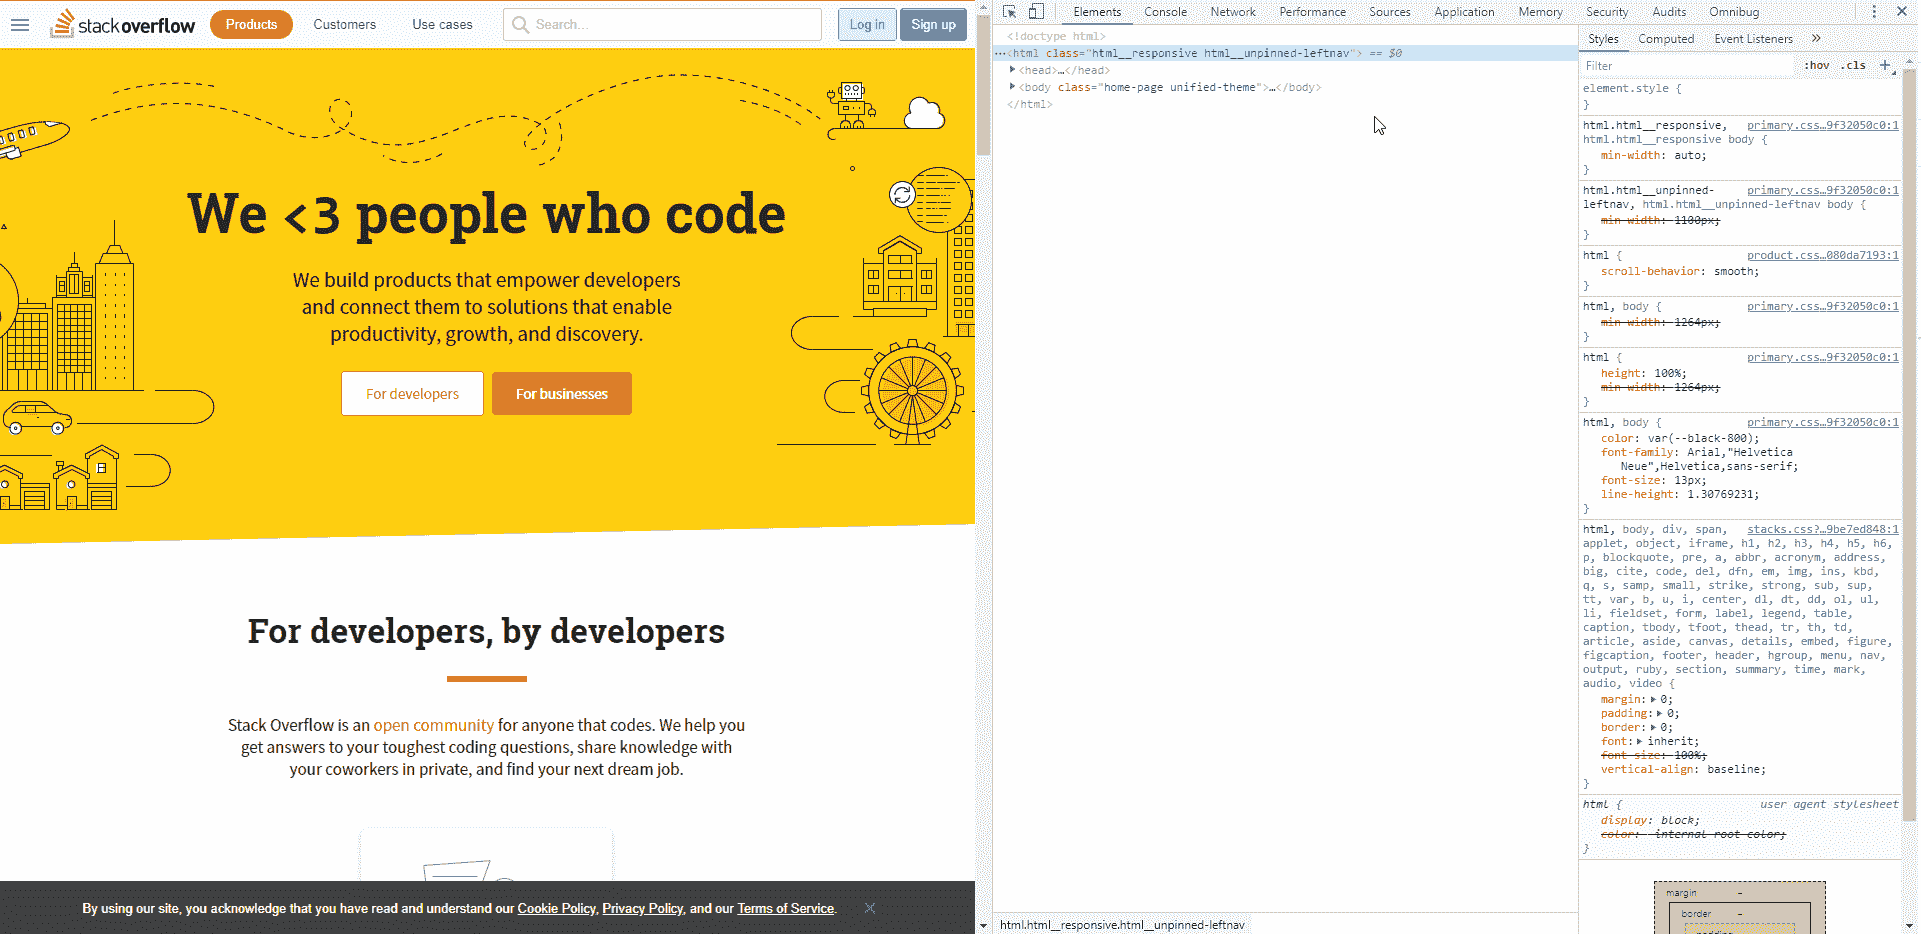 stackoverflow Products Customers Use cases Search... Log in Sign up
We <3 people who code
We build products that empower developers
and connect them to solutions that enable
productivity, growth, and discovery.
For developers For businesses
For developers, by developers
Stack Overflow is an open community for anyone that codes. We help you
get answers to your toughest coding questions, share knowledge with
your coworkers in private, and find your next dream job.
By using our site, you acknowledge that you have read and understand our Cookie Policy, Privacy Policy, and our Terms of Service.
Elements Console Network Performance Sources Application Memory Security Audits Omnibug
<!doctype html>
<html class="html__responsive html__unpinned-leftnav"> == $0
<head>…</head>
<body class="home-page unified-theme">…</body>
</html>
html.html__responsive.html__unpinned-leftnav
Styles Computed Event Listeners »
Filter :hov .cls +
element.style {
}
html.html__responsive, primary.css…9f32050c0:1
html.html__responsive body {
min-width: auto;
}
html.html__unpinned- primary.css…9f32050c0:1
leftnav, html.html__unpinned-leftnav body {
min-width: 1100px;
}
html { product.css…080da7193:1
scroll-behavior: smooth;
}
html, body { primary.css…9f32050c0:1
min-width: 1264px;
}
html { primary.css…9f32050c0:1
height: 100%;
min-width: 1264px;
}
html, body { primary.css…9f32050c0:1
color: var(--black-800);
font-family: Arial,"Helvetica
Neue",Helvetica,sans-serif;
font-size: 13px;
line-height: 1.30769231;
}
html, body, div, span, stacks.css?…9be7ed848:1
applet, object, iframe, h1, h2, h3, h4, h5, h6,
p, blockquote, pre, a, abbr, acronym, address,
big, cite, code, del, dfn, em, img, ins, kbd,
q, s, samp, small, strike, strong, sub, sup,
tt, var, b, u, i, center, dl, dt, dd, ol, ul,
li, fieldset, form, label, legend, table,
caption, tbody, tfoot, thead, tr, th, td,
article, aside, canvas, details, embed, figure,
figcaption, footer, header, hgroup, menu, nav,
output, ruby, section, summary, time, mark,
audio, video {
margin: 0;
padding: 0;
border: 0;
font: inherit;
font-size: 100%;
vertical-align: baseline;
}
html { user agent stylesheet
display: block;
color: -internal-root-color;
}
margin -
border -